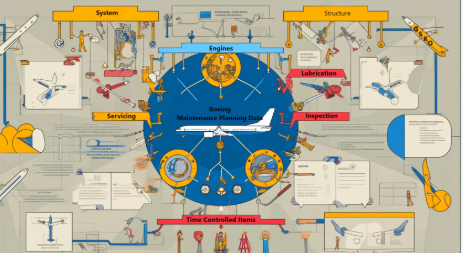 System
Structure
Engines
Lubrication
Servicing
Boeing
Maintenance Planning Data
Inspection
Time Controlled Items